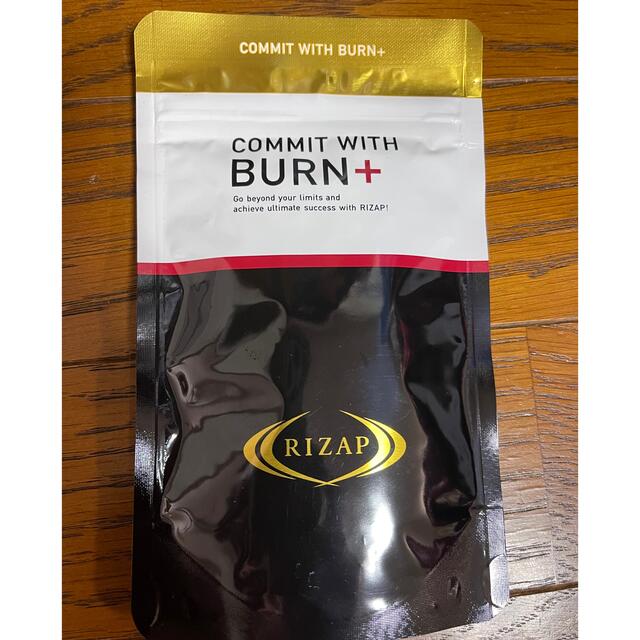 COMMIT WITH BURN+
COMMIT WITH
BURN+
Go beyond your limits and
achieve ultimate success with RIZAP!
RIZAP